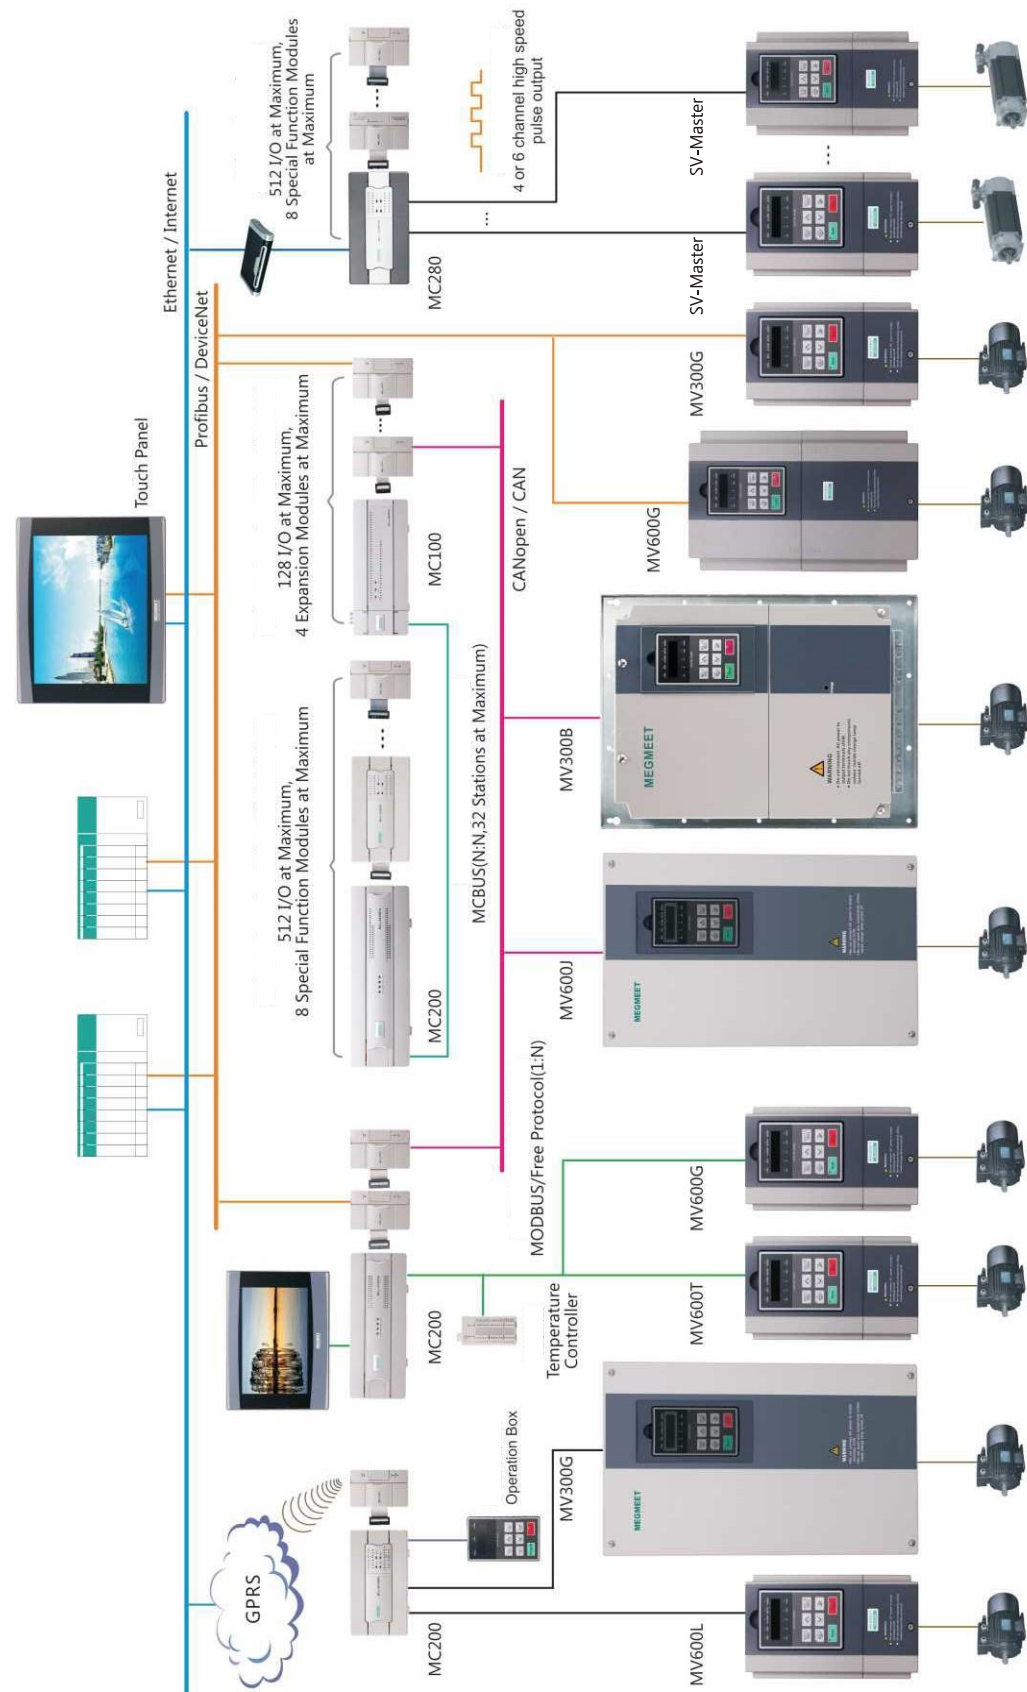 GPRS
MC200
MV600L
Operation Box
MV300G
MEGMEET
WARNING
MC200
Temperature
Controller
MV600T
MV600G
MODBUS/Free Protocol(1:N)
Touch Panel
Ethernet / Internet
Profibus / DeviceNet
512 I/O at Maximum,
8 Special Function Modules at Maximum
MC200
MCBUS(N:N,32 Stations at Maximum)
MV600J
MEGMEET
WARNING
MV300B
MEGMEET
WARNING
128 I/O at Maximum,
4 Expansion Modules at Maximum
MC100
CANopen / CAN
MV600G
MV300G
512 I/O at Maximum,
8 Special Function Modules
at Maximum
MC280
4 or 6 channel high speed
pulse output
SV-Master
SV-Master